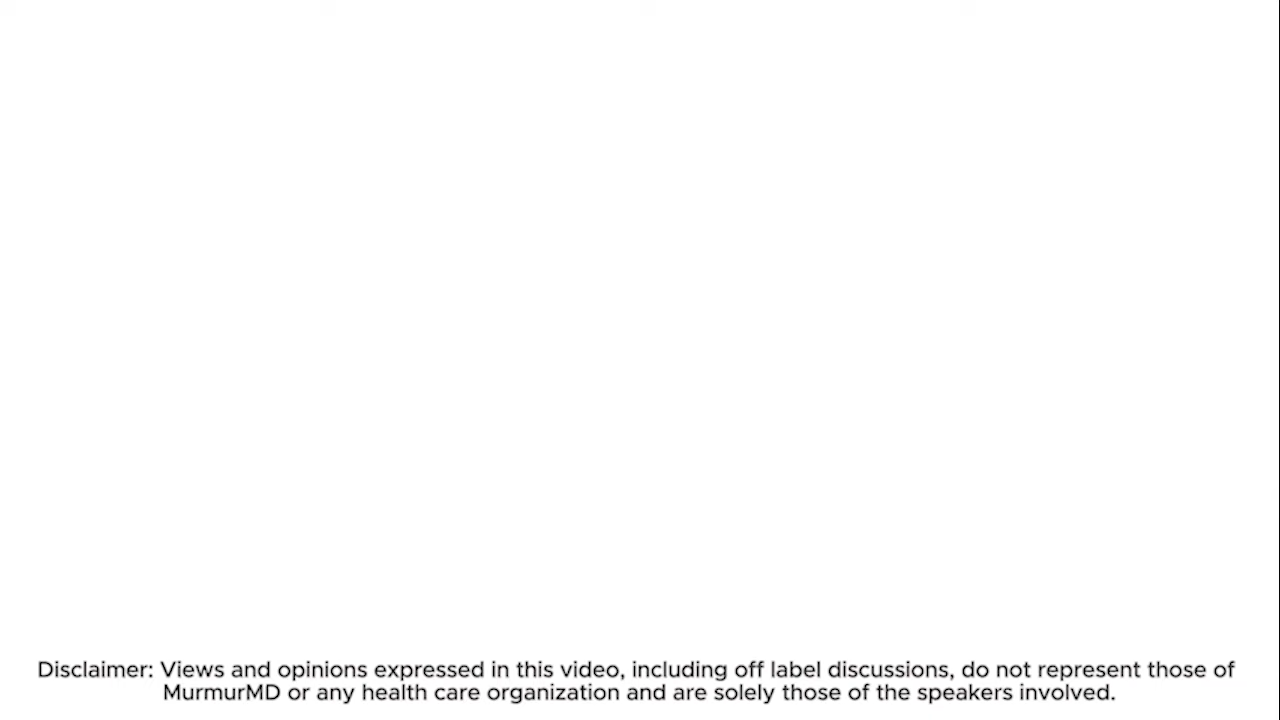 Disclaimer: Views and opinions expressed in this video, including off label discussions, do not represent those of
MurmurMD or any health care organization and are solely those of the speakers involved.